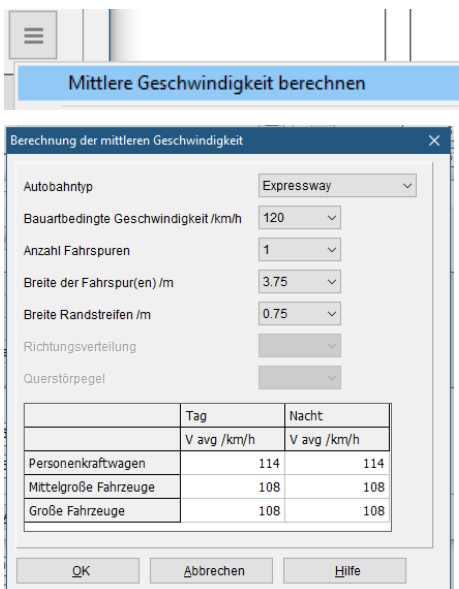 Mittlere Geschwindigkeit berechnen
Berechnung der mittleren Geschwindigkeit
Autobahntyp Expressway
Bauartbedingte Geschwindigkeit /km/h 120
Anzahl Fahrspuren 1
Breite der Fahrspur(en) /m 3.75
Breite Randstreifen /m 0.75
Richtungsverteilung
Querstörpegel
Tag Nacht
V avg /km/h V avg /km/h
Personenkraftwagen 114 114
Mittelgroße Fahrzeuge 108 108
Große Fahrzeuge 108 108
OK Abbrechen Hilfe